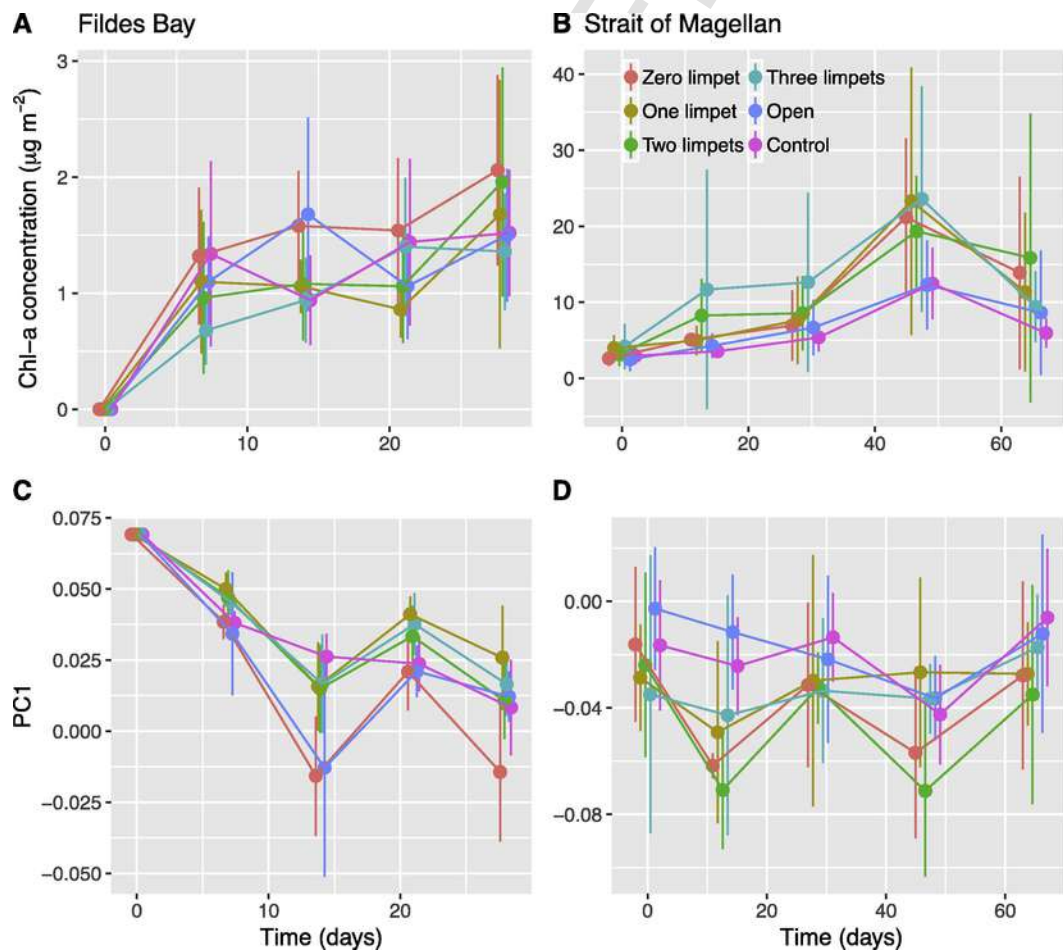 A Fildes Bay
B Strait of Magellan
Chl−a concentration (μg m−2)
3
2
1
0
0
10
20
40
30
20
10
0
0
20
40
60
Zero limpet
Three limpets
One limpet
Open
Two limpets
Control
C
D
PC1
0.075
0.050
0.025
0.000
−0.025
−0.050
0
10
20
Time (days)
0.00
−0.04
−0.08
0
20
40
60
Time (days)